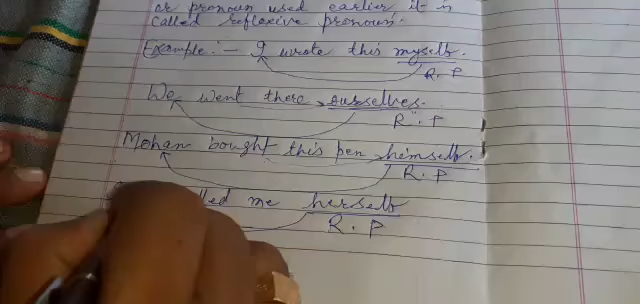 or pronoun used earlier it is
called reflexive pronoun.
Example:- I wrote this myself.
R. P
We went there ourselves.
R. P
Mohan bought this pen himself.
R. P
lled me herself
R. P